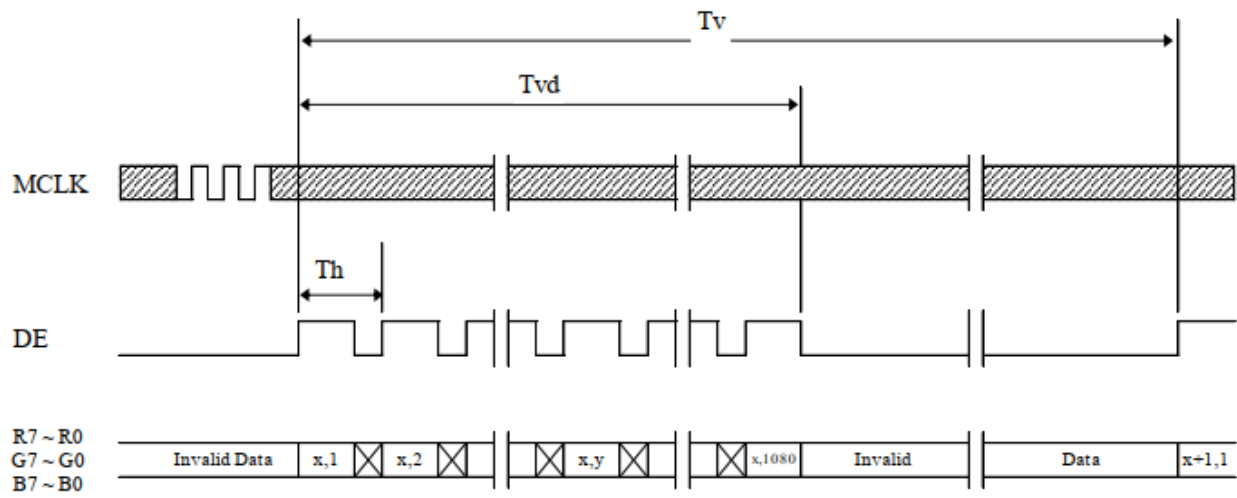 Tv
Tvd
MCLK
Th
DE
R7 ~ R0
G7 ~ G0
B7 ~ B0
Invalid Data x,1 x,2 x,y x,1080 Invalid Data x+1,1